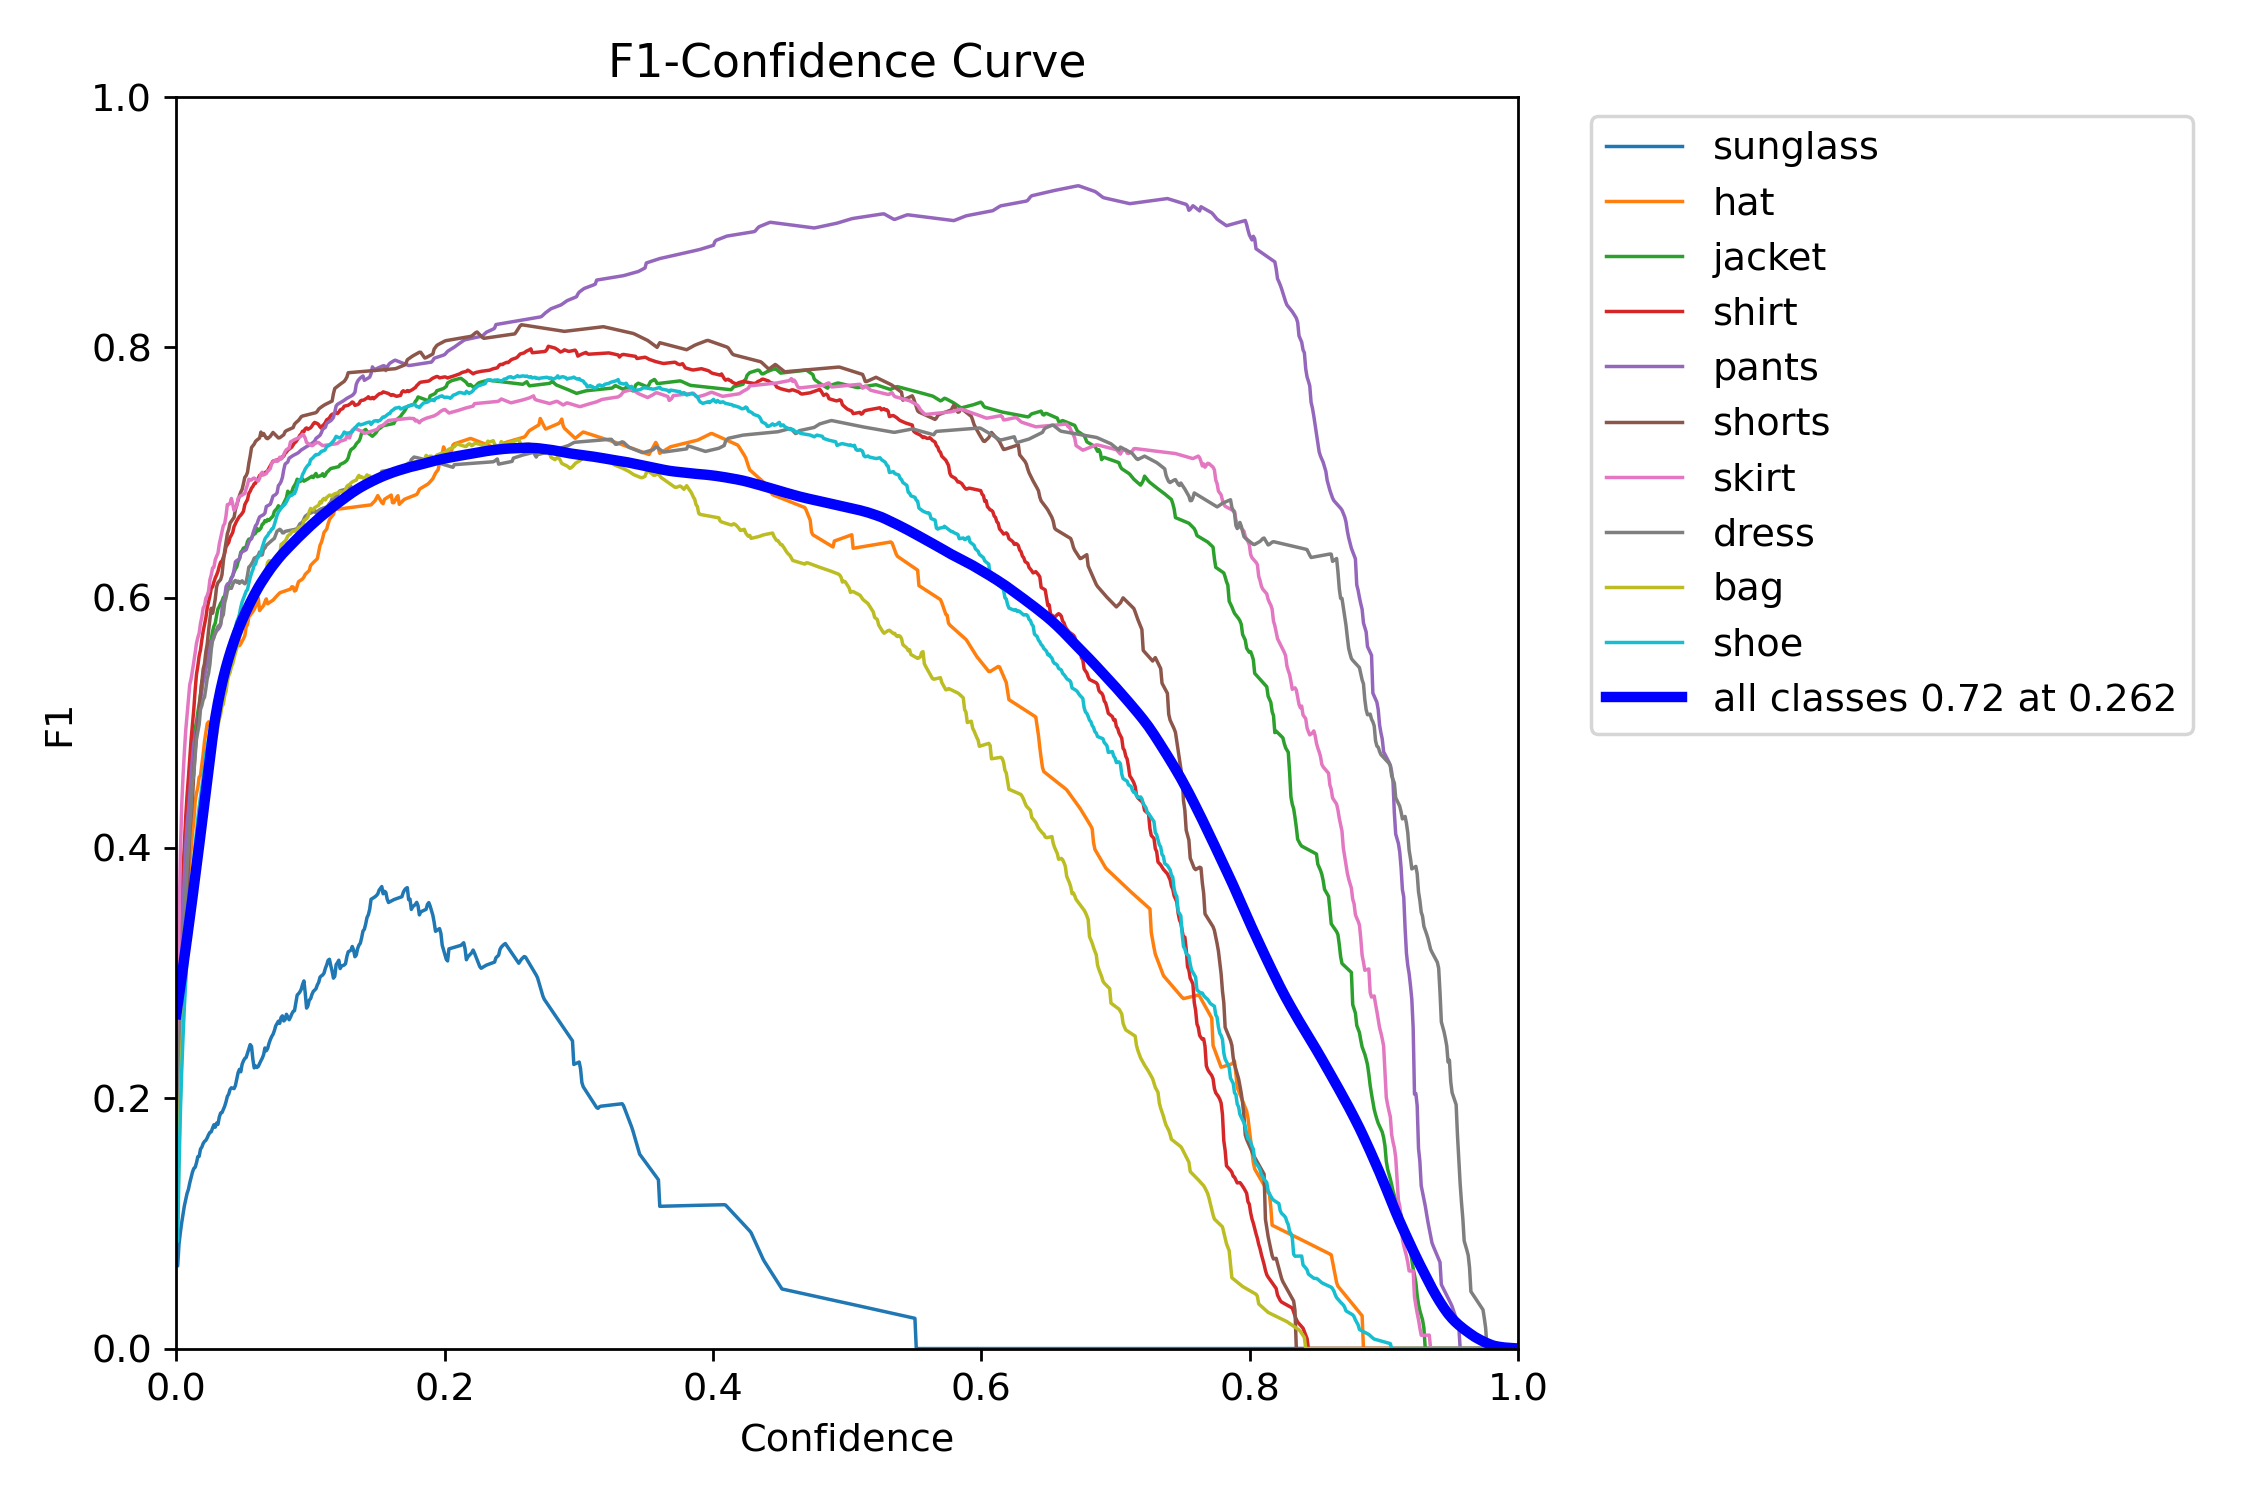 F1-Confidence Curve
1.0
0.8
0.6
0.4
0.2
0.0
F1
0.0 0.2 0.4 0.6 0.8 1.0
Confidence
sunglass
hat
jacket
shirt
pants
shorts
skirt
dress
bag
shoe
all classes 0.72 at 0.262